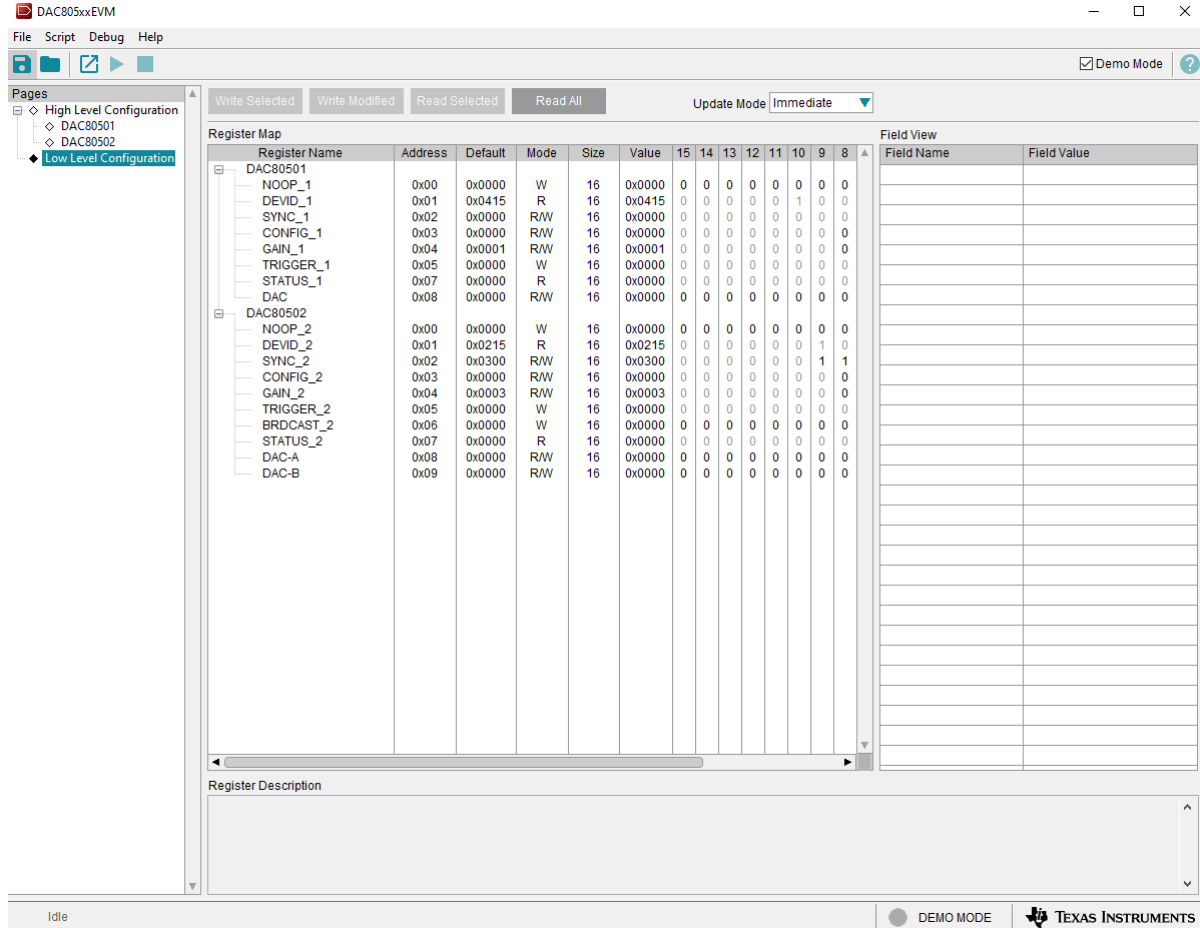 DAC805xxEVM
File Script Debug Help
Demo Mode ?
Pages
High Level Configuration
DAC80501
DAC80502
Low Level Configuration
Write Selected Write Modified Read Selected Read All Update Mode Immediate
Register Map
Register Name Address Default Mode Size Value 15 14 13 12 11 10 9 8
DAC80501
NOOP_1 0x00 0x0000 W 16 0x0000 0 0 0 0 0 0 0 0
DEVID_1 0x01 0x0415 R 16 0x0415 0 0 0 0 0 1 0 0
SYNC_1 0x02 0x0000 R/W 16 0x0000 0 0 0 0 0 0 0 0
CONFIG_1 0x03 0x0000 R/W 16 0x0000 0 0 0 0 0 0 0 0
GAIN_1 0x04 0x0001 R/W 16 0x0001 0 0 0 0 0 0 0 0
TRIGGER_1 0x05 0x0000 W 16 0x0000 0 0 0 0 0 0 0 0
STATUS_1 0x07 0x0000 R 16 0x0000 0 0 0 0 0 0 0 0
DAC 0x08 0x0000 R/W 16 0x0000 0 0 0 0 0 0 0 0
DAC80502
NOOP_2 0x00 0x0000 W 16 0x0000 0 0 0 0 0 0 0 0
DEVID_2 0x01 0x0215 R 16 0x0215 0 0 0 0 0 0 1 0
SYNC_2 0x02 0x0300 R/W 16 0x0300 0 0 0 0 0 0 1 1
CONFIG_2 0x03 0x0000 R/W 16 0x0000 0 0 0 0 0 0 0 0
GAIN_2 0x04 0x0003 R/W 16 0x0003 0 0 0 0 0 0 0 0
TRIGGER_2 0x05 0x0000 W 16 0x0000 0 0 0 0 0 0 0 0
BRDCAST_2 0x06 0x0000 W 16 0x0000 0 0 0 0 0 0 0 0
STATUS_2 0x07 0x0000 R 16 0x0000 0 0 0 0 0 0 0 0
DAC-A 0x08 0x0000 R/W 16 0x0000 0 0 0 0 0 0 0 0
DAC-B 0x09 0x0000 R/W 16 0x0000 0 0 0 0 0 0 0 0
Field View
Field Name Field Value
Register Description
Idle DEMO MODE TEXAS INSTRUMENTS